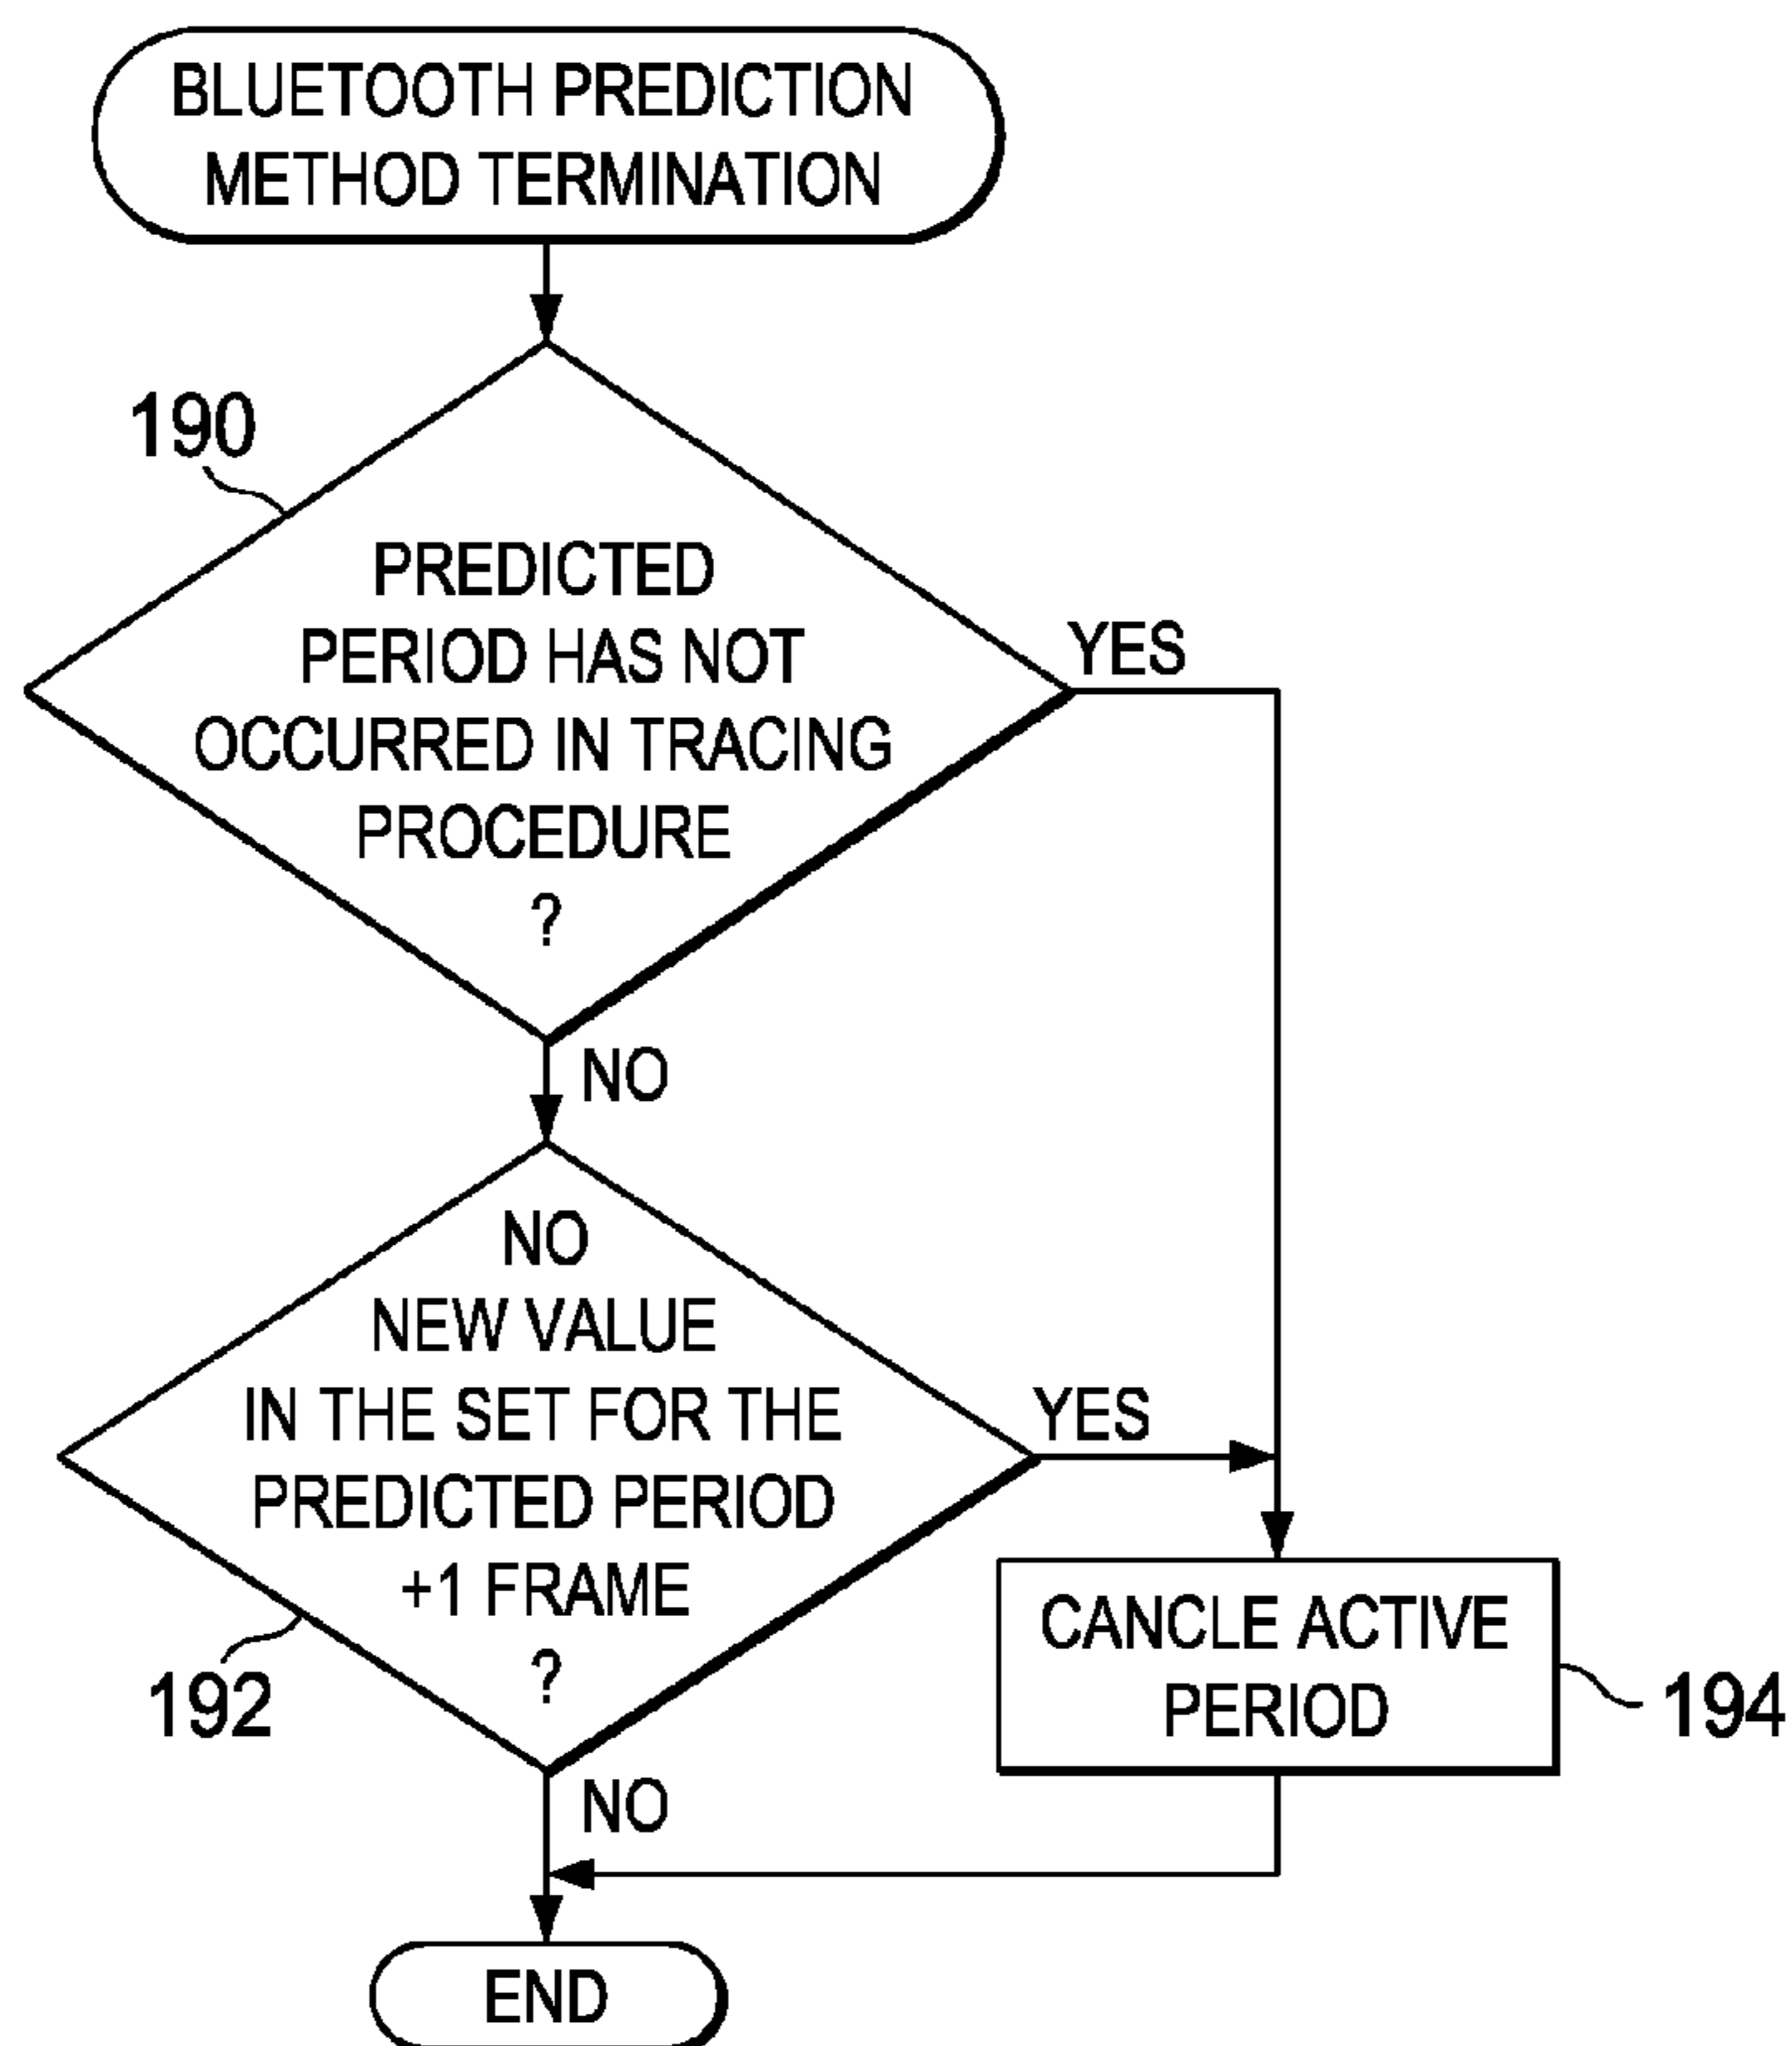 BLUETOOTH PREDICTION
METHOD TERMINATION
190
PREDICTED
PERIOD HAS NOT
OCCURRED IN TRACING
PROCEDURE
?
YES
NO
NO
NEW VALUE
IN THE SET FOR THE
PREDICTED PERIOD
+1 FRAME
?
YES
192
CANCLE ACTIVE
PERIOD
194
NO
END